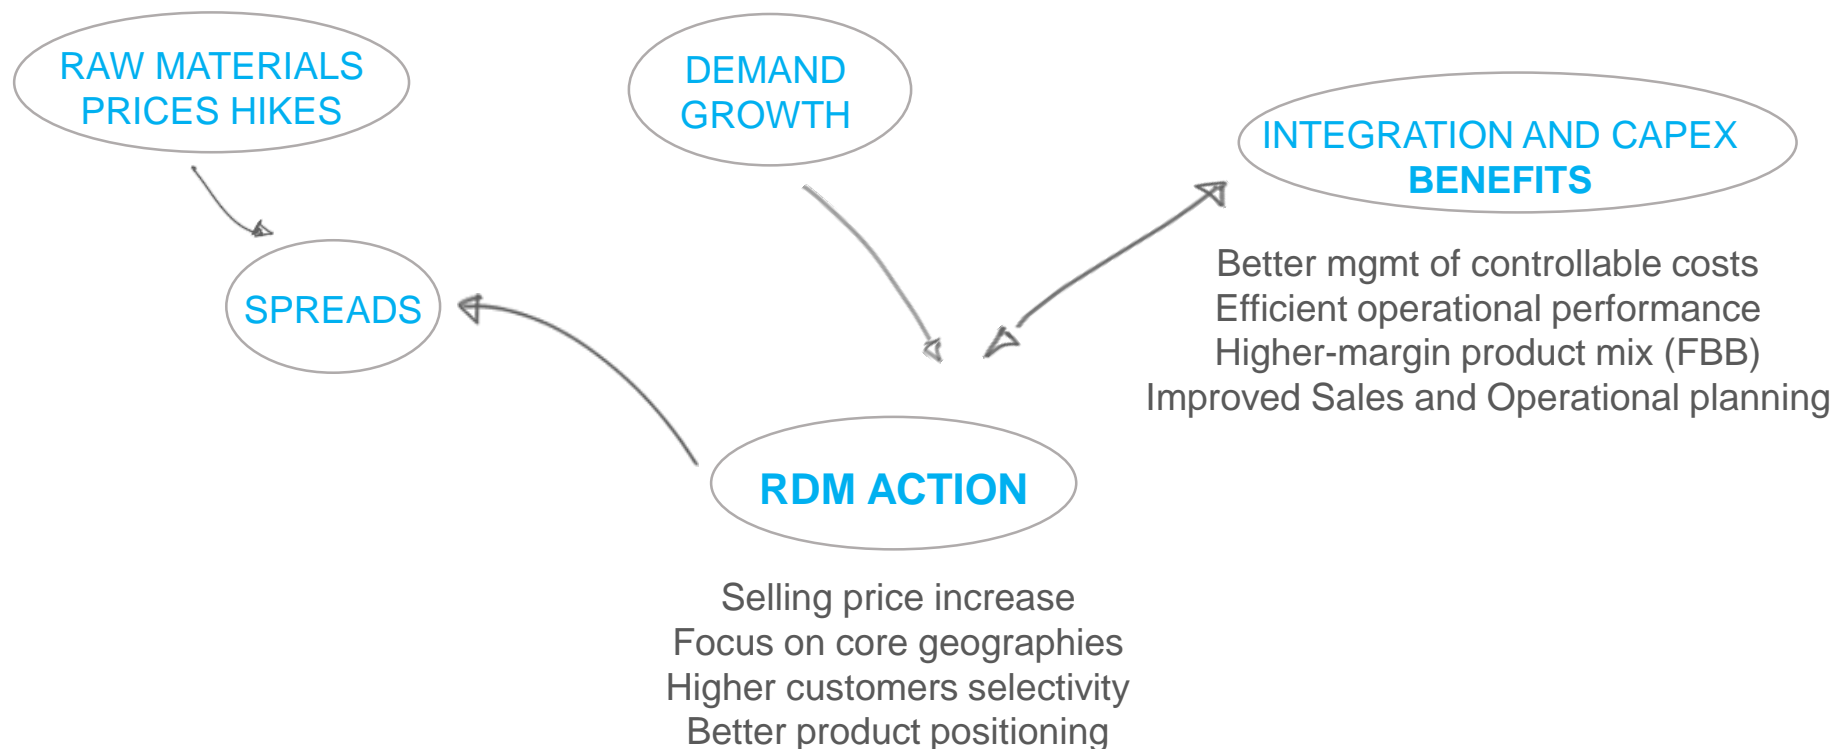 RAW MATERIALS
PRICES HIKES
DEMAND
GROWTH
INTEGRATION AND CAPEX
BENEFITS
Better mgmt of controllable costs
Efficient operational performance
Higher-margin product mix (FBB)
Improved Sales and Operational planning
SPREADS
RDM ACTION
Selling price increase
Focus on core geographies
Higher customers selectivity
Better product positioning